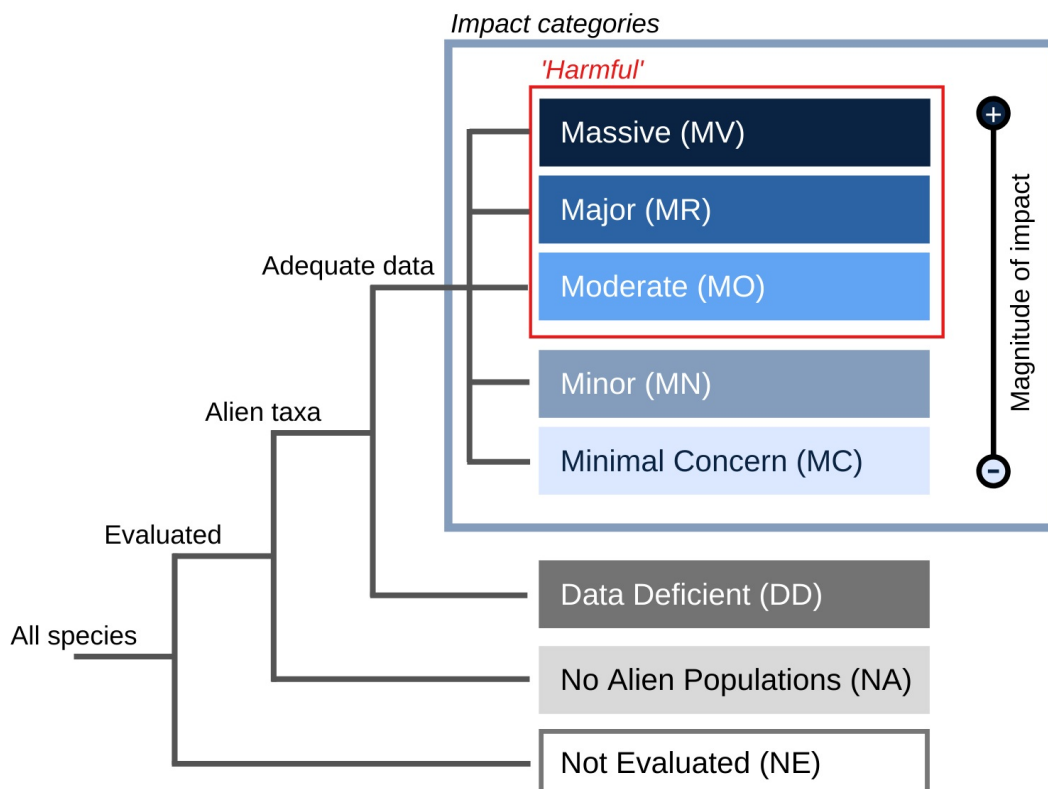 Impact categories
'Harmful'
+
Massive (MV)
Major (MR)
Adequate data
Moderate (MO)
Magnitude of impact
Minor (MN)
Alien taxa
Minimal Concern (MC)
-
Evaluated
Data Deficient (DD)
All species
No Alien Populations (NA)
Not Evaluated (NE)